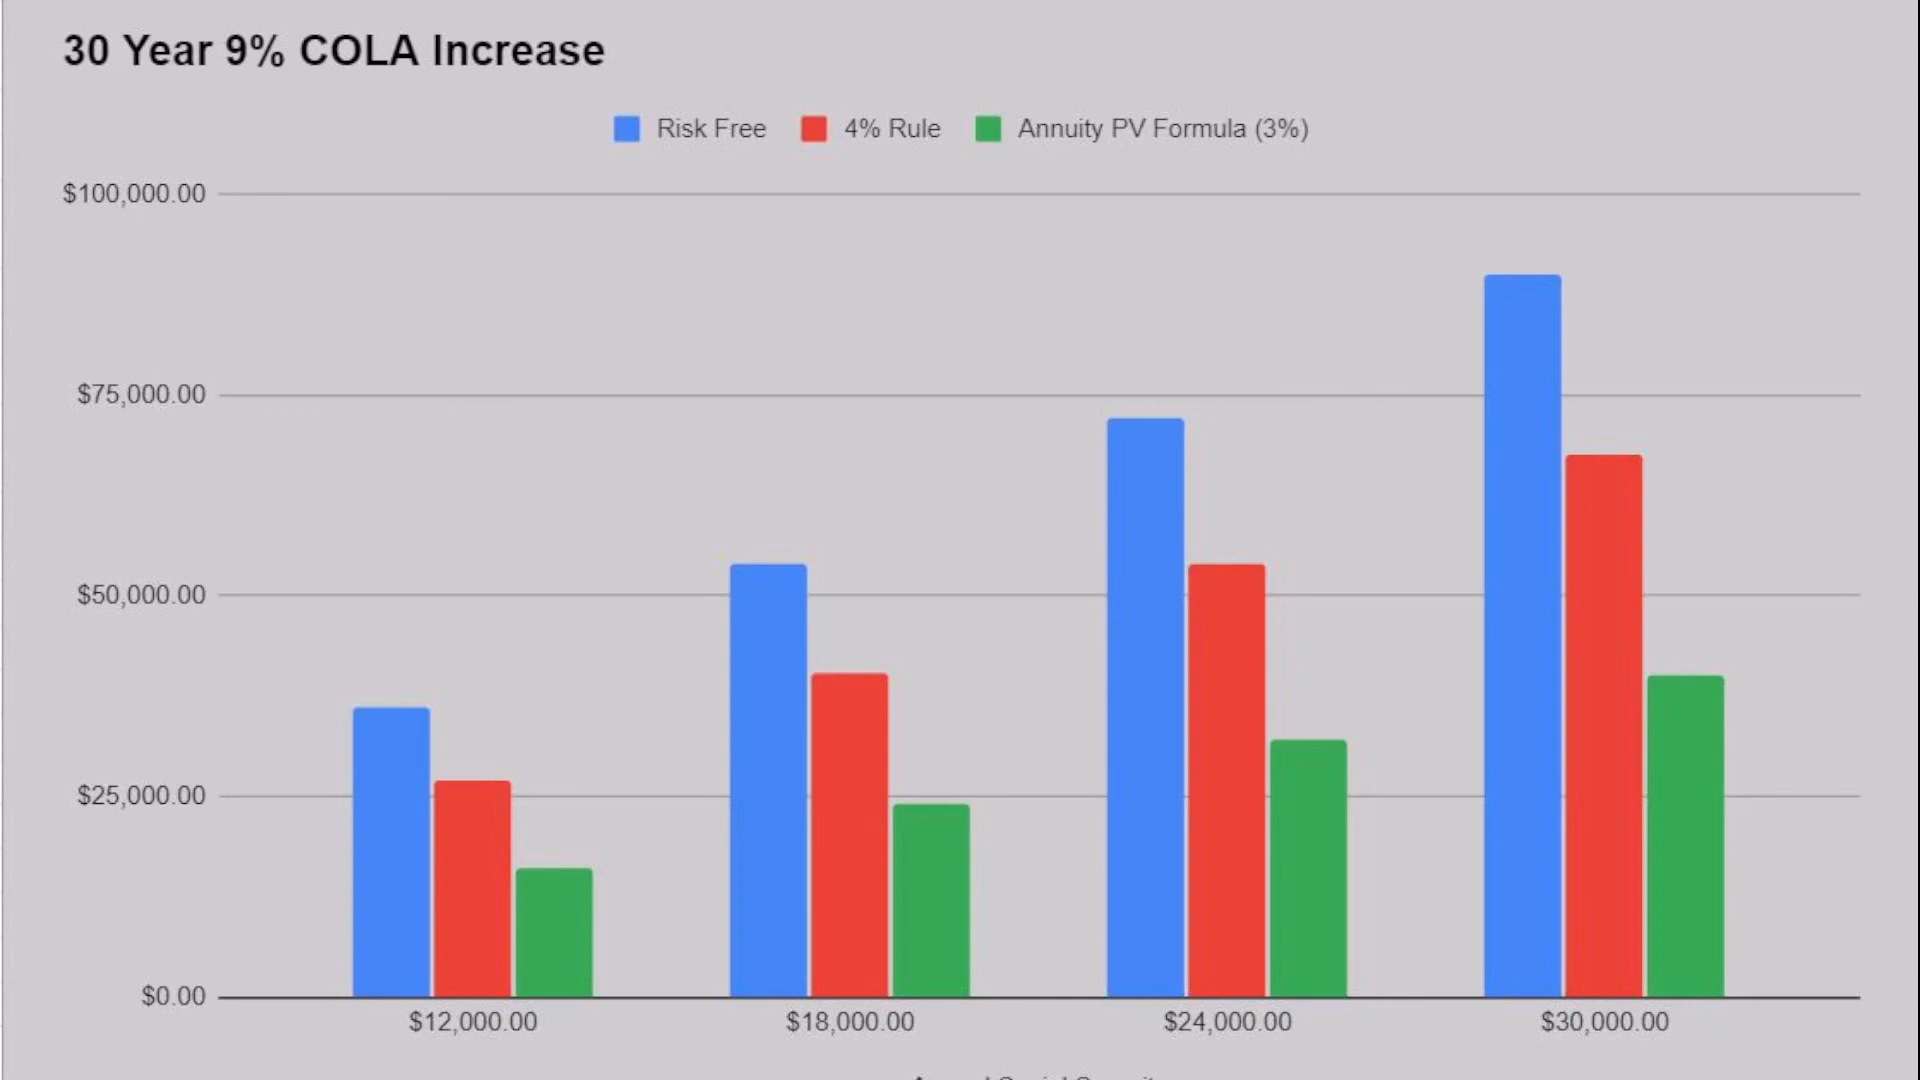 30 Year 9% COLA Increase
Risk Free 4% Rule Annuity PV Formula (3%)
$100,000.00
$75,000.00
$50,000.00
$25,000.00
$0.00
$12,000.00 $18,000.00 $24,000.00 $30,000.00